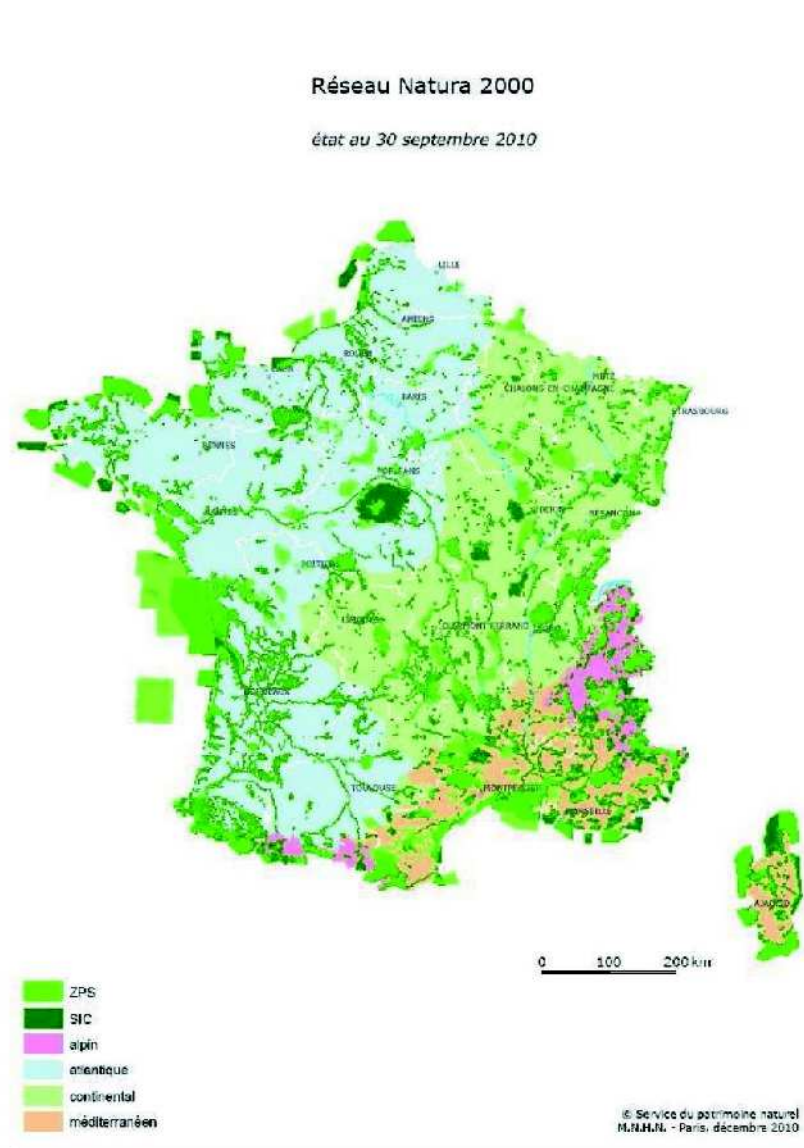 Réseau Natura 2000
état au 30 septembre 2010
LILLE
AMIENS
ROUEN
CAEN
METZ
CHALONS-EN-CHAMPAGNE
PARIS
STRASBOURG
RENNES
ORLEANS
DIJON
BESANCON
NANTES
POITIERS
LIMOGES
CLERMONT FERRAND
BORDEAUX
TOULOUSE
MONTPELLIER
MARSEILLE
AJACCIO
0 100 200 km
ZPS
SIC
alpin
atlantique
continental
méditerranéen
© Service du patrimoine naturel
M.N.H.N. - Paris, décembre 2010